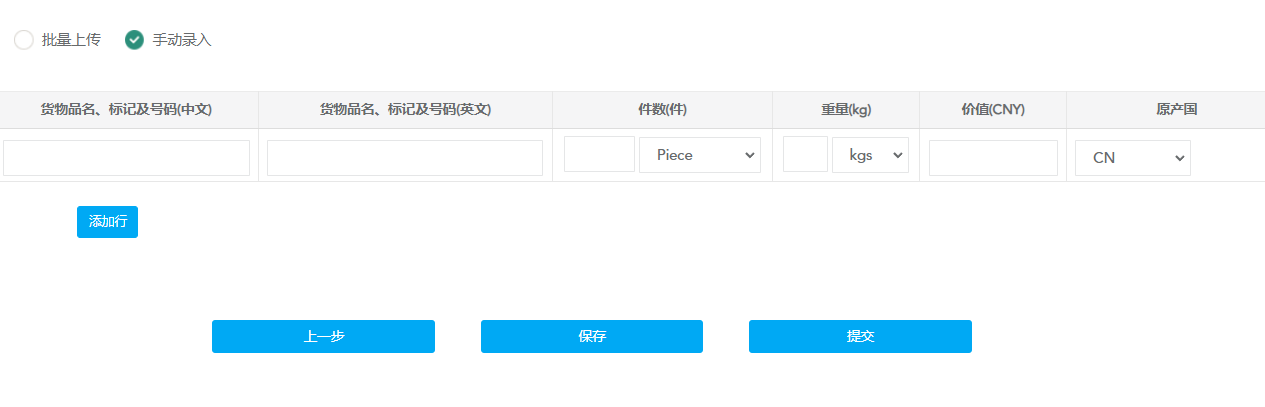 批量上传 手动录入
货物品名、标记及号码(中文) 货物品名、标记及号码(英文) 件数(件) 重量(kg) 价值(CNY) 原产国
Piece kgs CN
添加行
上一步 保存 提交